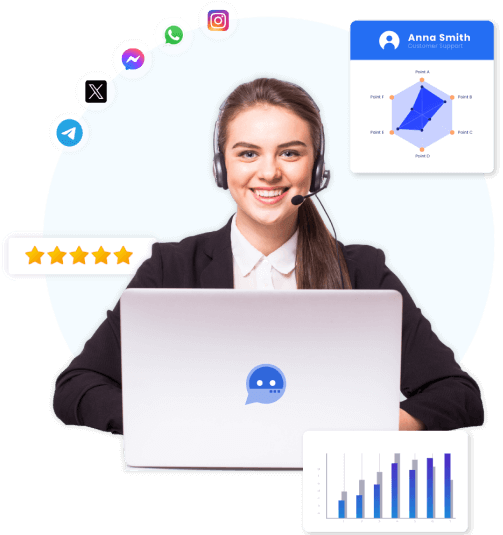 Anna Smith
Customer Support
Point A
Point F
Point B
Point E
Point C
Point D